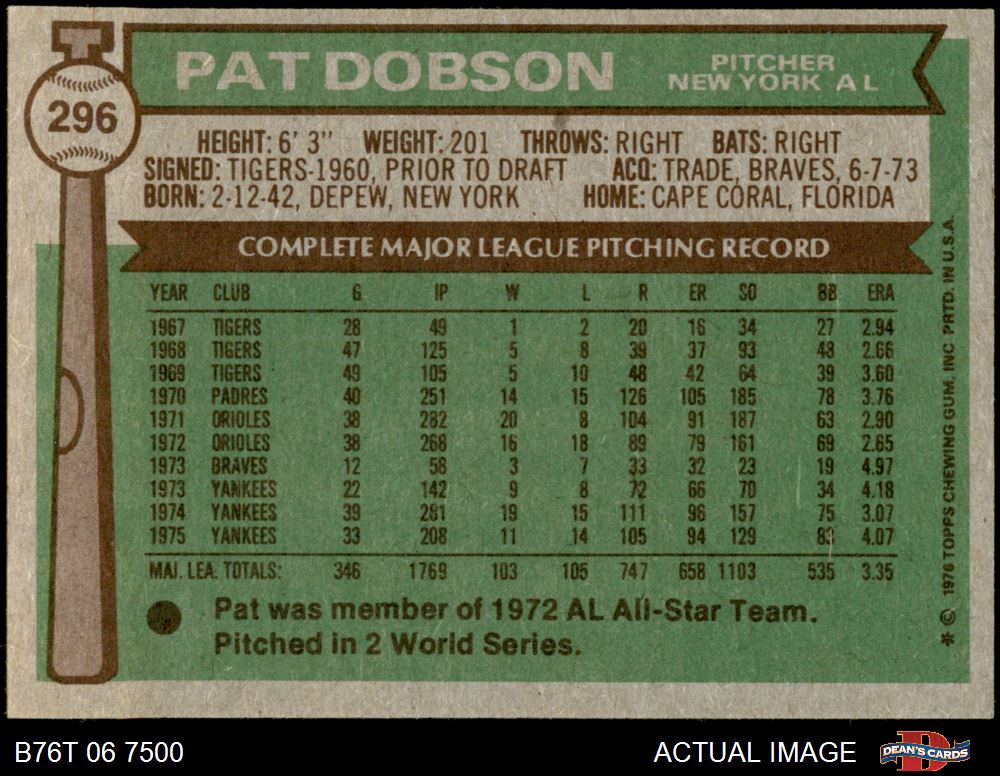 296
PAT DOBSON
PITCHER
NEW YORK A L
HEIGHT: 6' 3" WEIGHT: 201 THROWS: RIGHT BATS: RIGHT
SIGNED: TIGERS-1960, PRIOR TO DRAFT ACQ: TRADE, BRAVES, 6-7-73
BORN: 2-12-42, DEPEW, NEW YORK HOME: CAPE CORAL, FLORIDA
COMPLETE MAJOR LEAGUE PITCHING RECORD
YEAR CLUB G IP W L R ER SO BB ERA
1967 TIGERS 28 49 1 2 20 16 34 27 2.94
1968 TIGERS 47 125 5 8 39 37 93 48 2.66
1969 TIGERS 49 105 5 10 48 42 64 39 3.60
1970 PADRES 40 251 14 15 126 105 185 78 3.76
1971 ORIOLES 38 282 20 8 104 91 187 63 2.90
1972 ORIOLES 38 268 16 18 89 79 161 69 2.65
1973 BRAVES 12 58 3 7 33 32 23 19 4.97
1973 YANKEES 22 142 9 8 72 66 70 34 4.18
1974 YANKEES 39 281 19 15 111 96 157 75 3.07
1975 YANKEES 33 208 11 14 105 94 129 83 4.07
MAJ. LEA. TOTALS: 346 1769 103 105 747 658 1103 535 3.35
Pat was member of 1972 AL All-Star Team.
Pitched in 2 World Series.
* © 1976 TOPPS CHEWING GUM, INC PRTD. IN U.S.A.
B76T 06 7500
ACTUAL IMAGE
D
DEAN'S CARDS